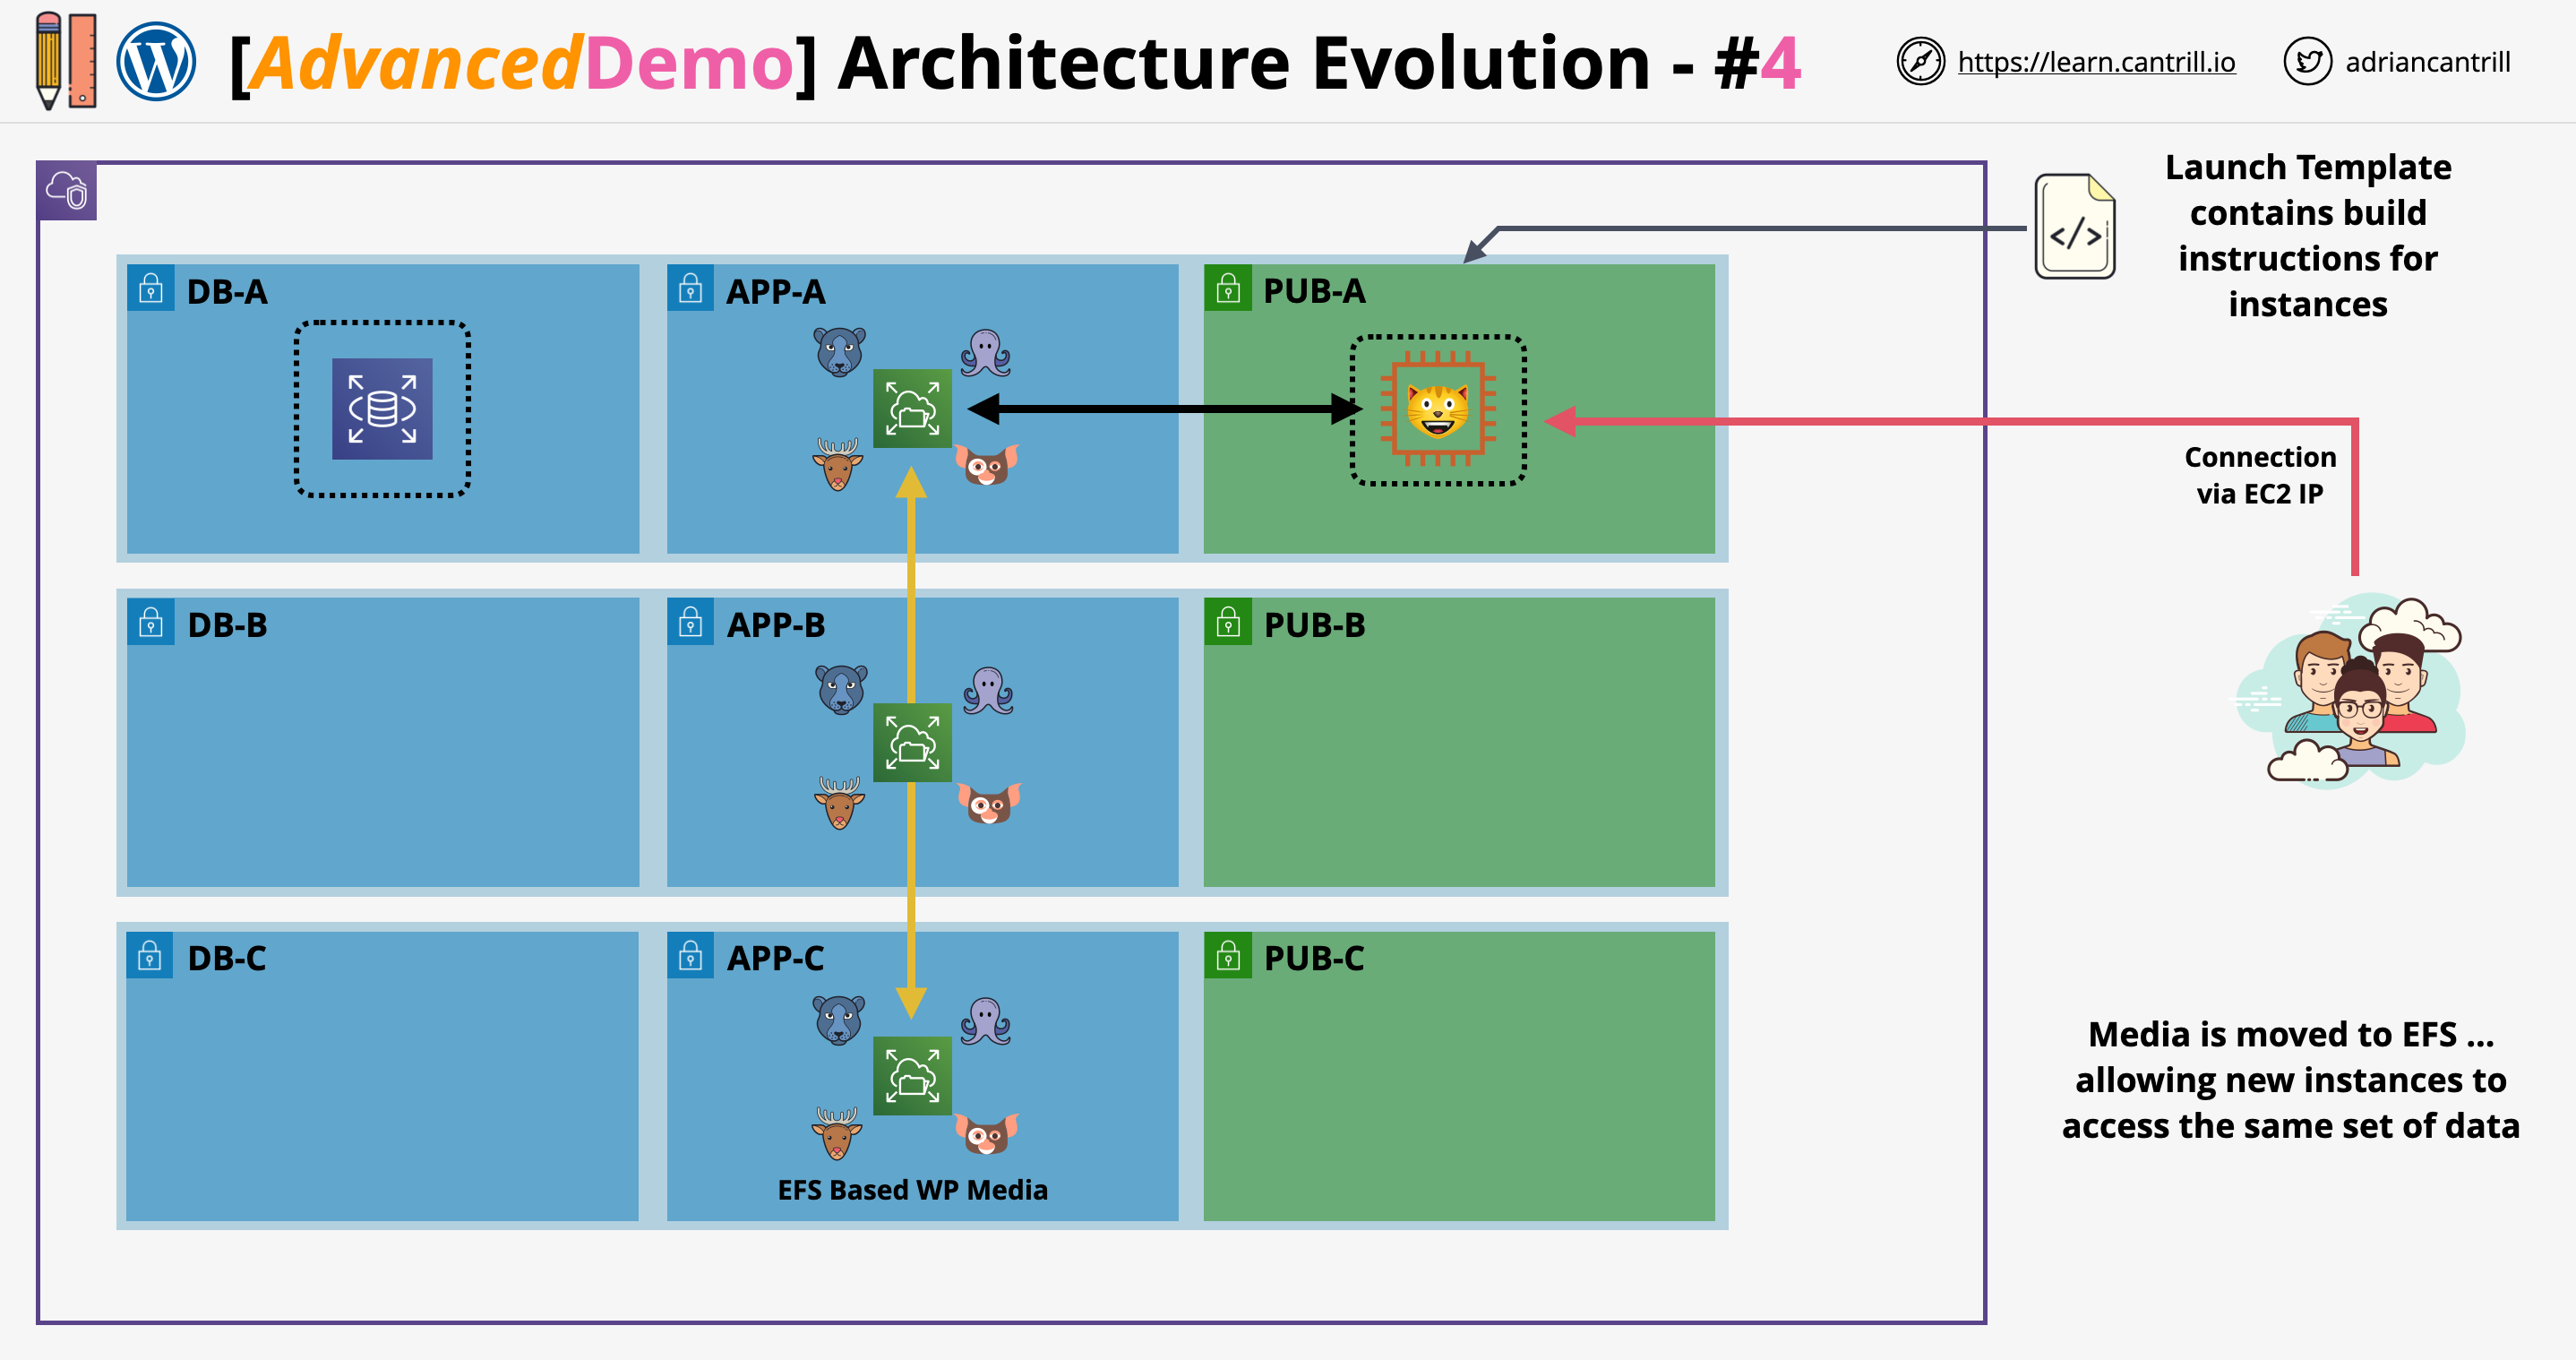 [AdvancedDemo] Architecture Evolution - #4
https://learn.cantrill.io
adriancantrill
Launch Template
contains build
instructions for
instances
DB-A
APP-A
PUB-A
Connection
via EC2 IP
DB-B
APP-B
PUB-B
DB-C
APP-C
PUB-C
EFS Based WP Media
Media is moved to EFS ...
allowing new instances to
access the same set of data